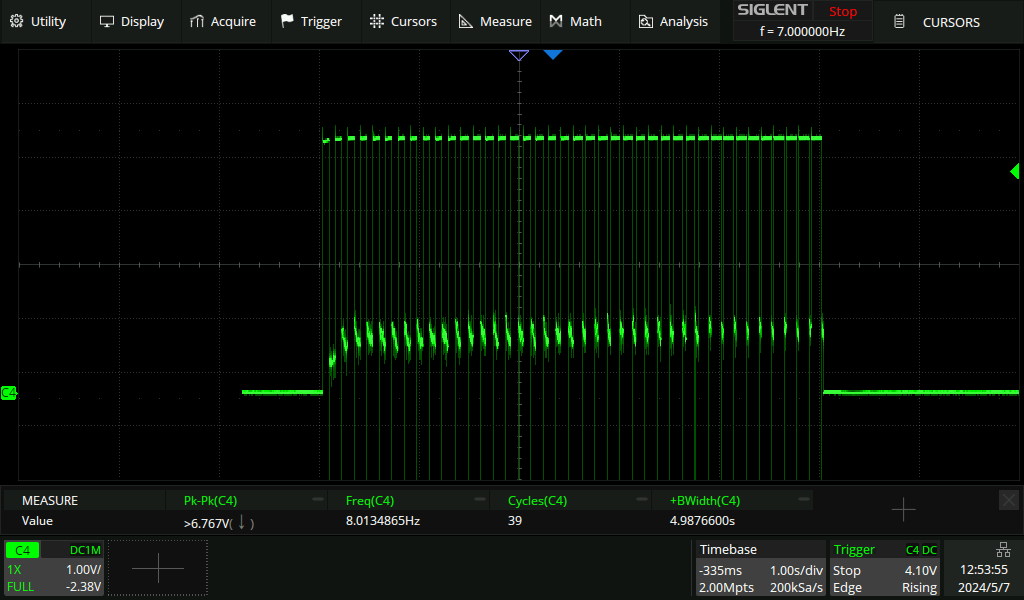 Utility Display Acquire Trigger Cursors Measure Math Analysis SIGLENT Stop CURSORS
f = 7.000000Hz
C4
MEASURE Pk-Pk(C4) Freq(C4) Cycles(C4) +BWidth(C4)
Value >6.767V(↓) 8.0134865Hz 39 4.9876600s
C4 DC1M Timebase Trigger C4 DC
1X 1.00V/ -335ms 1.00s/div Stop 4.10V 12:53:55
FULL -2.38V 2.00Mpts 200kSa/s Edge Rising 2024/5/7